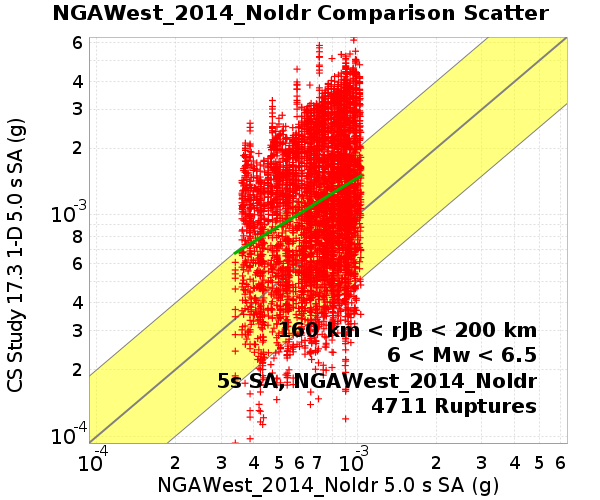 NGAWest_2014_NoIdr Comparison Scatter
CS Study 17.3 1-D 5.0 s SA (g)
6
4
3
2
10-3
8
6
4
3
2
10-4
160 km < rJB < 200 km
6 < Mw < 6.5
5s SA, NGAWest_2014_NoIdr
4711 Ruptures
10-4 2 3 4 5 6 7 10-3 2 3 4 5 6
NGAWest_2014_NoIdr 5.0 s SA (g)